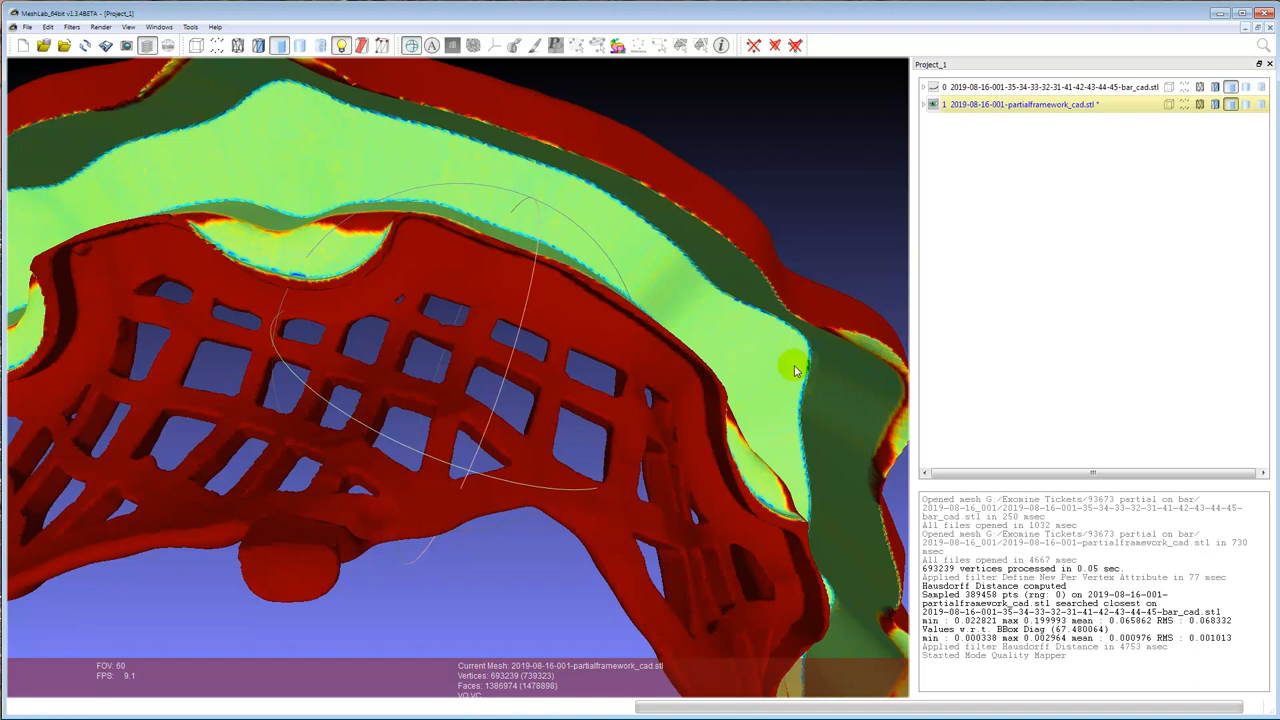 MeshLab_64bit v1.3.4BETA - [Project_1]
File Edit Filters Render View Windows Tools Help
Project_1
0 2019-08-16-001-35-34-33-32-31-41-42-43-44-45-bar_cad.stl
1 2019-08-16-001-partialframework_cad.stl *
Opened mesh G:/Exomine Tickets/93673 partial on bar/
2019-08-16_001/2019-08-16-001-35-34-33-32-31-41-42-43-44-45-
bar_cad.stl in 250 msec
All files opened in 1032 msec
Opened mesh G:/Exomine Tickets/93673 partial on bar/
2019-08-16_001/2019-08-16-001-partialframework_cad.stl in 730
msec
All files opened in 4667 msec
693239 vertices processed in 0.05 sec.
Applied filter Define New Per Vertex Attribute in 77 msec
Hausdorff Distance computed
Sampled 389458 pts (rng: 0) on 2019-08-16-001-
partialframework_cad.stl searched closest on
2019-08-16-001-35-34-33-32-31-41-42-43-44-45-bar_cad.stl
min : 0.022821 max 0.199993 mean : 0.065862 RMS : 0.068332
Values w.r.t. BBox Diag (67.480064)
min : 0.000338 max 0.002964 mean : 0.000976 RMS : 0.001013
Applied filter Hausdorff Distance in 4753 msec
Started Mode Quality Mapper
FOV: 60
FPS: 9.1
Current Mesh: 2019-08-16-001-partialframework_cad.stl
Vertices: 693239 (739323)
Faces: 1386974 (1478898)
VQ VC